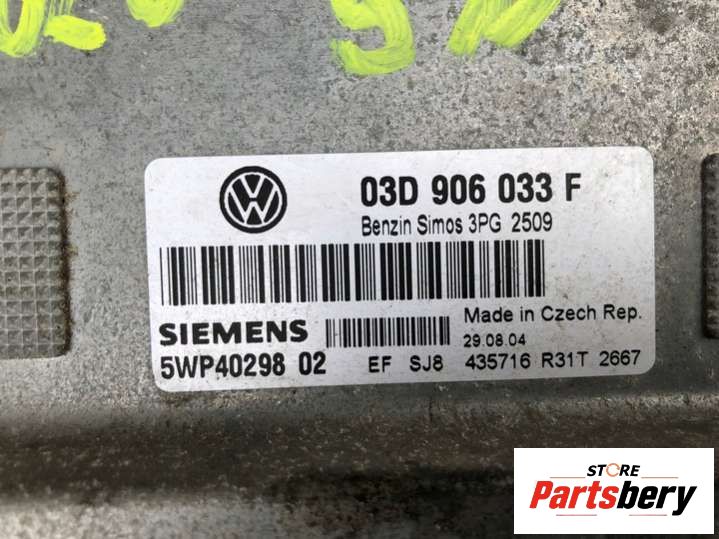 03D 906 033 F
Benzin Simos 3PG 2509
Made in Czech Rep.
SIEMENS
29.08.04
5WP40298 02 EF SJ8 435716 R31T 2667
STORE
Partsbery